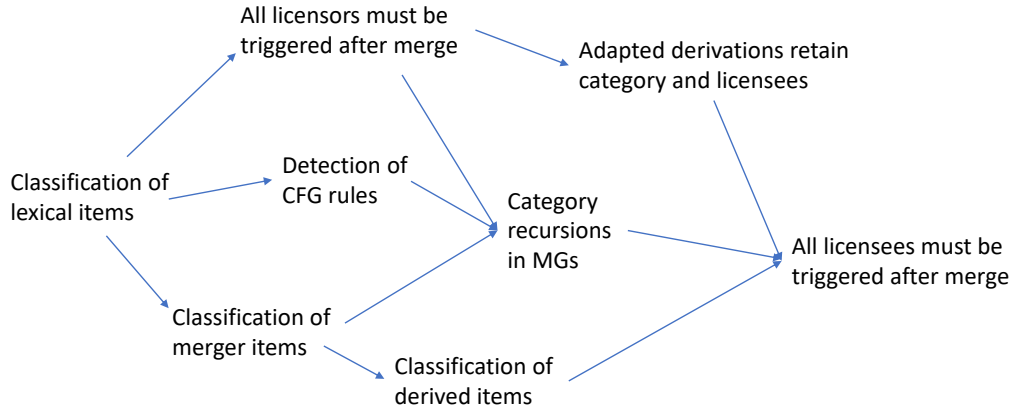 All licensors must be
triggered after merge
Adapted derivations retain
category and licensees
Detection of
CFG rules
Classification of
lexical items
Category
recursions
in MGs
All licensees must be
triggered after merge
Classification of
merger items
Classification of
derived items